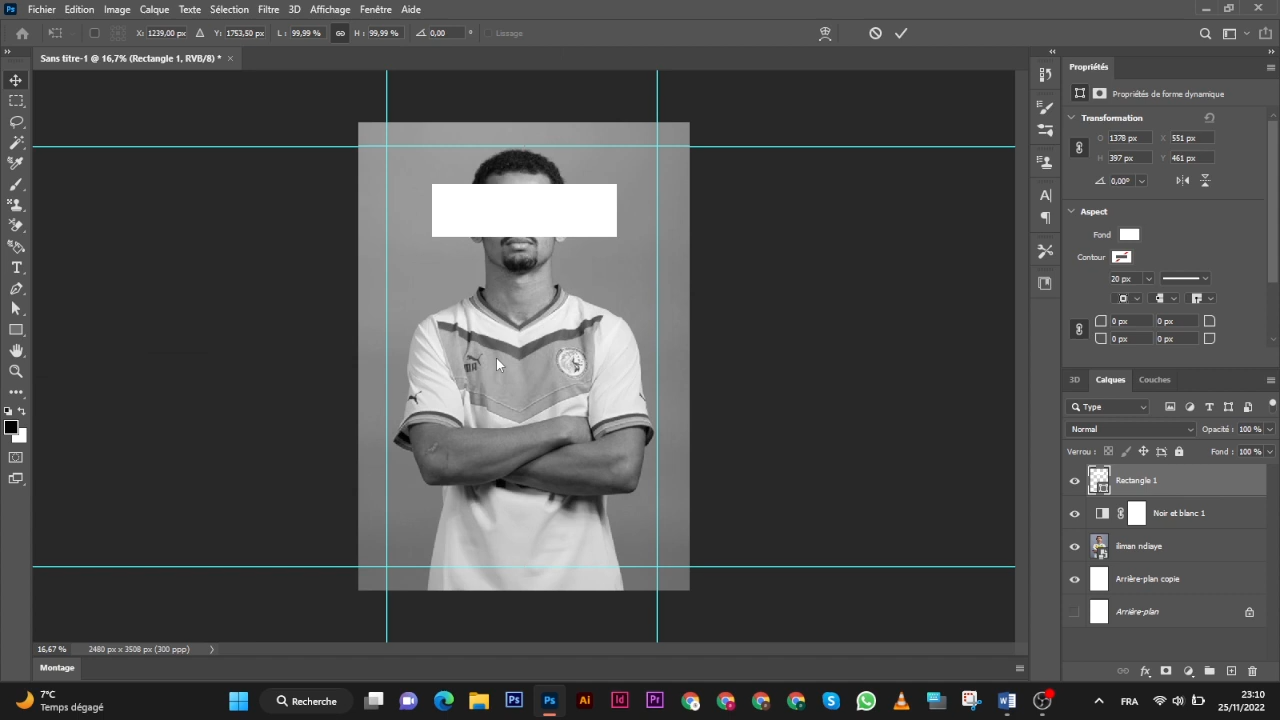 Fichier Edition Image Calque Texte Sélection Filtre 3D Affichage Fenêtre Aide
X: 1239,00 px Y: 1753,50 px L: 99,99 % H: 99,99 % 0,00 ° Lissage
Sans titre-1 @ 16,7% (Rectangle 1, RVB/8) * ×
Propriétés
Propriétés de forme dynamique
Transformation
O 1378 px X 551 px
H 397 px Y 461 px
0,00°
Aspect
Fond
Contour
20 px
0 px 0 px
0 px 0 px
3D Calques Couches
Type
Normal Opacité : 100 %
Verrou : Fond : 100 %
Rectangle 1
Noir et blanc 1
iliman ndiaye
Arrière-plan copie
Arrière-plan
16,67 % 2480 px x 3508 px (300 ppp)
Montage
7°C
Temps dégagé
Recherche
FRA
23:10
25/11/2022